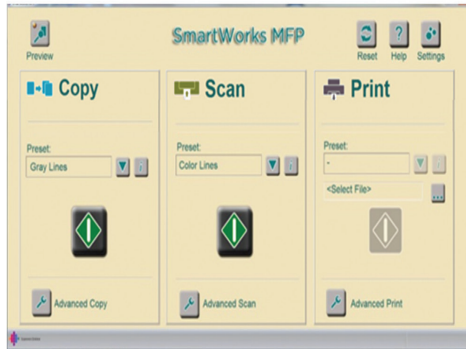 SmartWorks MFP
Preview
Reset Help Settings
Copy
Preset:
Gray Lines
Advanced Copy
Scan
Preset:
Color Lines
Advanced Scan
Print
Preset:
-
<Select File>
...
Advanced Print